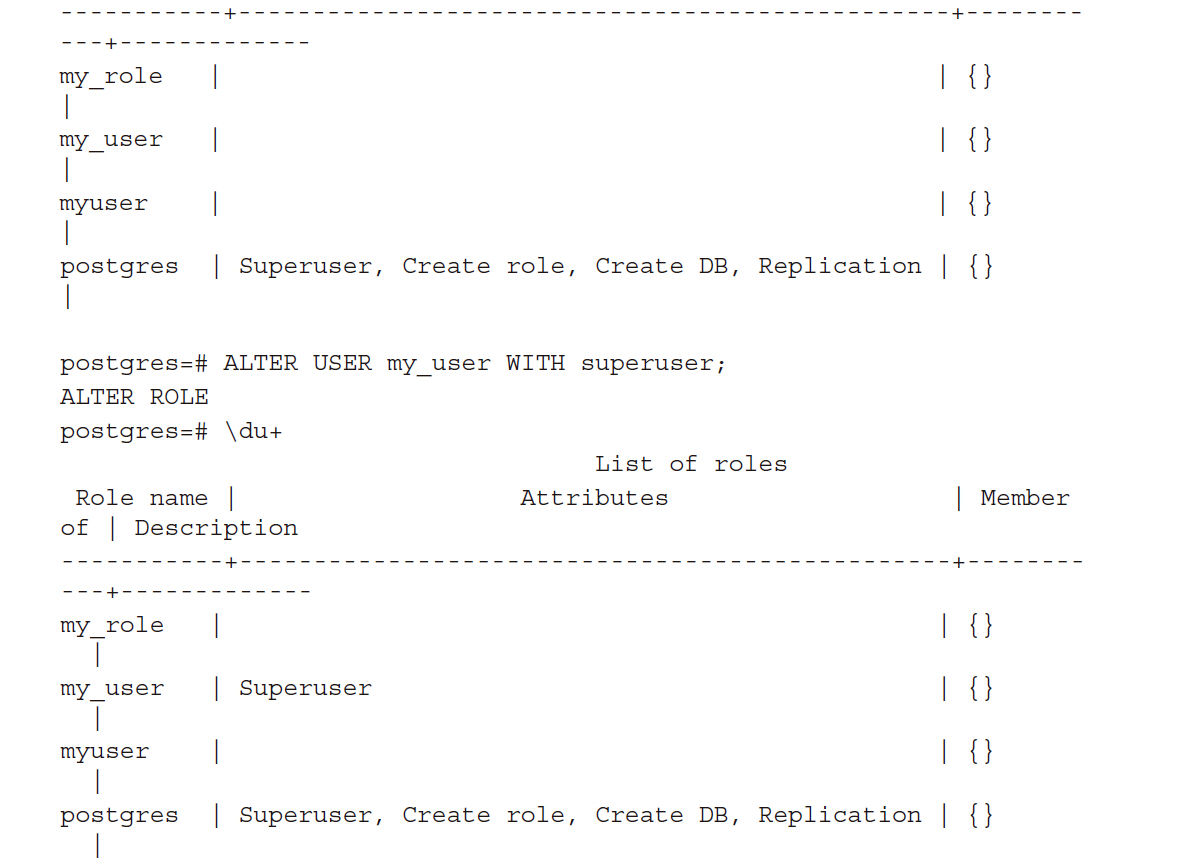 -----------+------------------------------------------------+--------
---+-------------
my_role   |                                                | {}
|
my_user   |                                                | {}
|
myuser    |                                                | {}
|
postgres  | Superuser, Create role, Create DB, Replication | {}
|
postgres=# ALTER USER my_user WITH superuser;
ALTER ROLE
postgres=# \du+
                                    List of roles
 Role name |                   Attributes                   | Member
of | Description
-----------+------------------------------------------------+--------
---+-------------
my_role   |                                                | {}
  |
my_user   | Superuser                                      | {}
  |
myuser    |                                                | {}
  |
postgres  | Superuser, Create role, Create DB, Replication | {}
  |